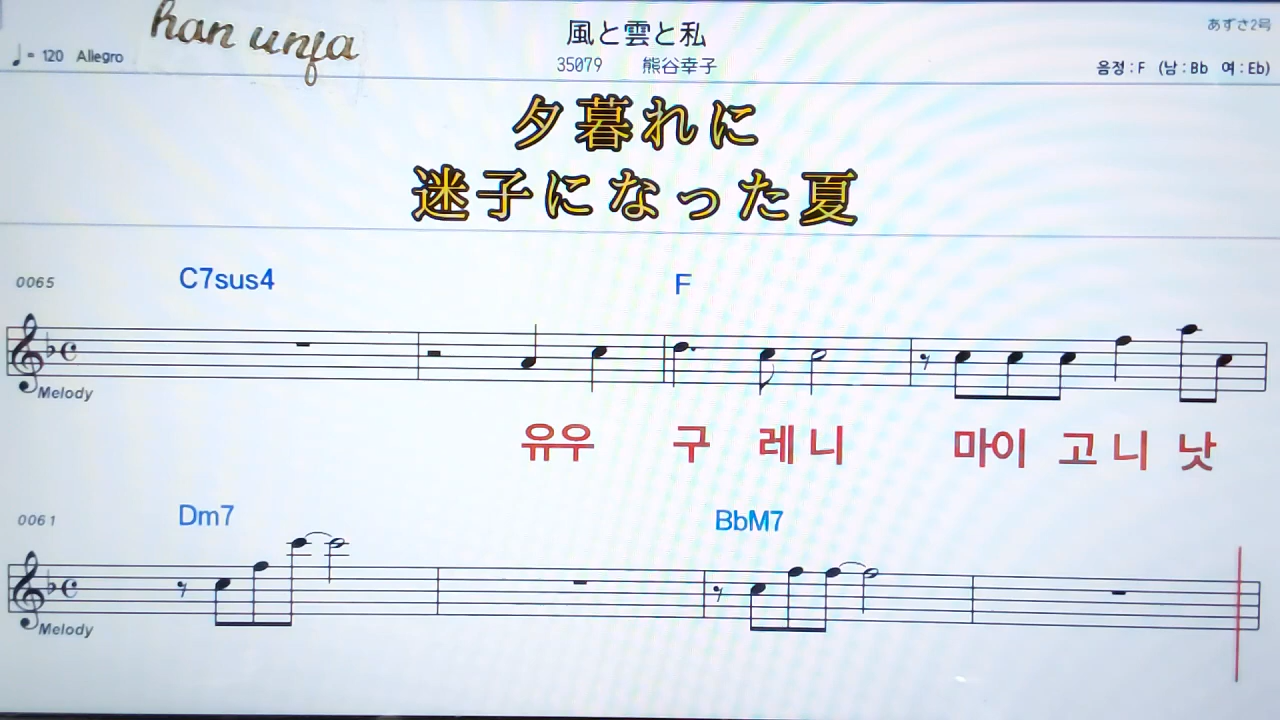 han unja
風と雲と私
あずさ2号
♩= 120 Allegro
35079 熊谷幸子
음정 : F (남 : Bb 여 : Eb)
夕暮れに
迷子になった夏
0065 C7sus4 F
Melody
유우 구 레 니 마이 고 니 낫
0061 Dm7 BbM7
Melody